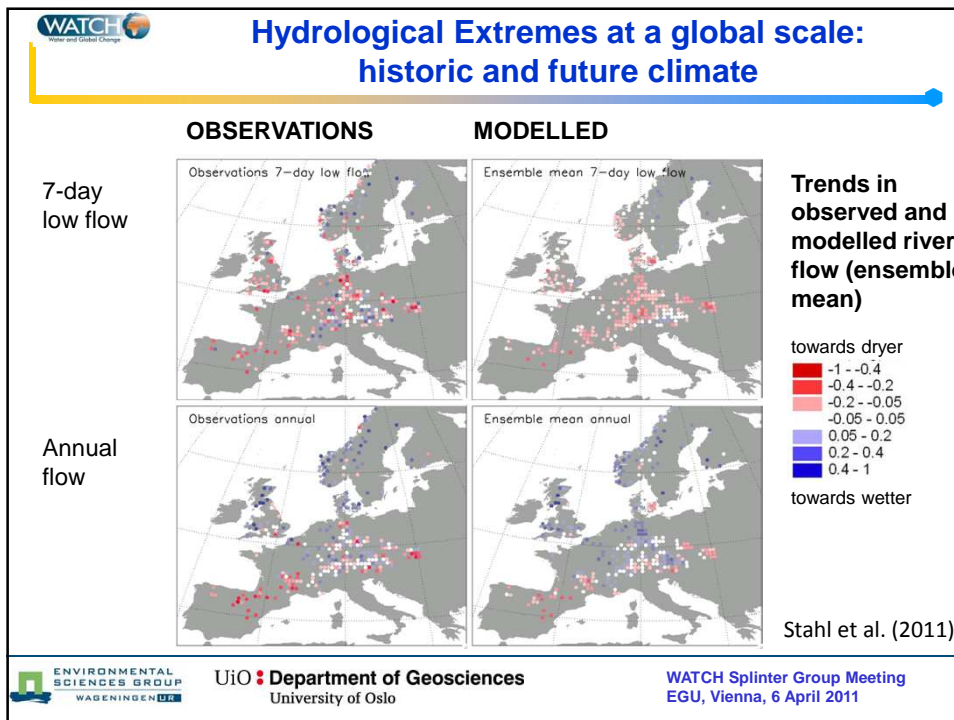 WATCH
Water and Global Change
Hydrological Extremes at a global scale:
historic and future climate
OBSERVATIONS
MODELLED
7-day
low flow
Observations 7-day low flow
Ensemble mean 7-day low flow
Trends in
observed and
modelled river
flow (ensemble
mean)
towards dryer
-1 - -0.4
-0.4 - -0.2
-0.2 - -0.05
-0.05 - 0.05
0.05 - 0.2
0.2 - 0.4
0.4 - 1
towards wetter
Annual
flow
Observations annual
Ensemble mean annual
Stahl et al. (2011)
ENVIRONMENTAL
SCIENCES GROUP
WAGENINGEN UR
UiO Department of Geosciences
University of Oslo
WATCH Splinter Group Meeting
EGU, Vienna, 6 April 2011